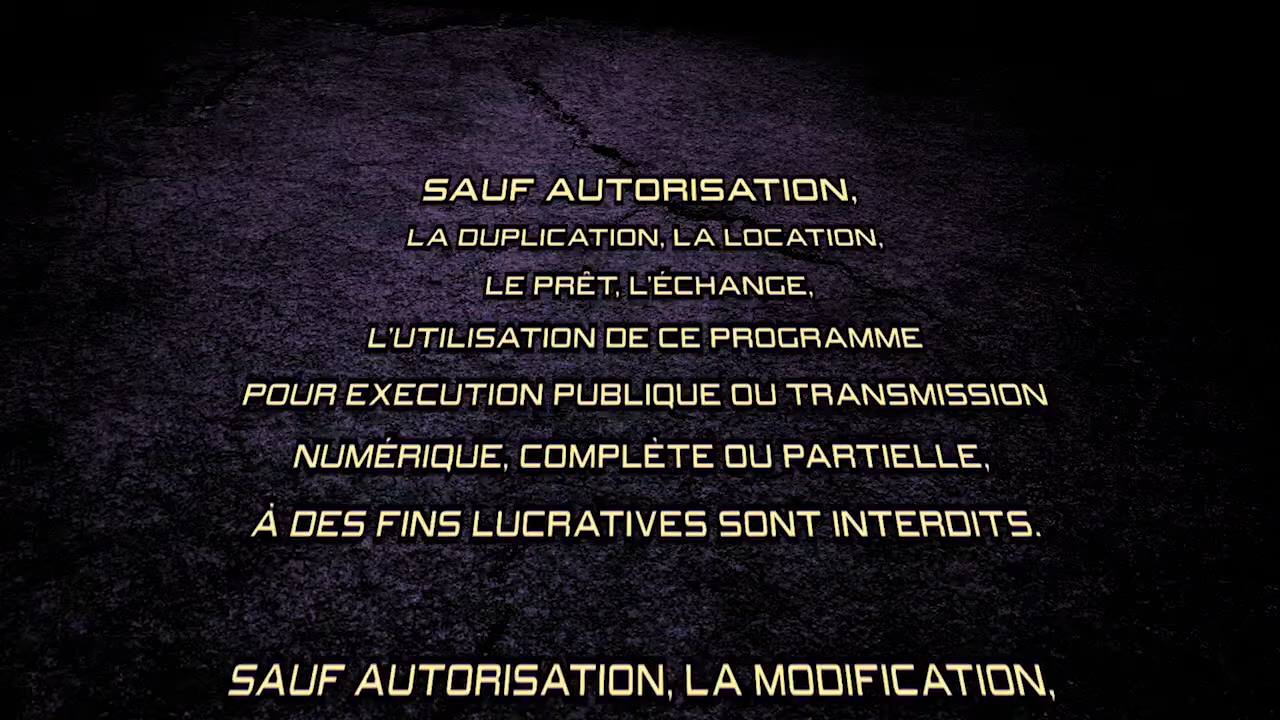 SAUF AUTORISATION,
LA DUPLICATION, LA LOCATION,
LE PRÊT, L'ÉCHANGE,
L'UTILISATION DE CE PROGRAMME
POUR EXECUTION PUBLIQUE OU TRANSMISSION
NUMÉRIQUE, COMPLÈTE OU PARTIELLE,
À DES FINS LUCRATIVES SONT INTERDITS.
SAUF AUTORISATION, LA MODIFICATION,